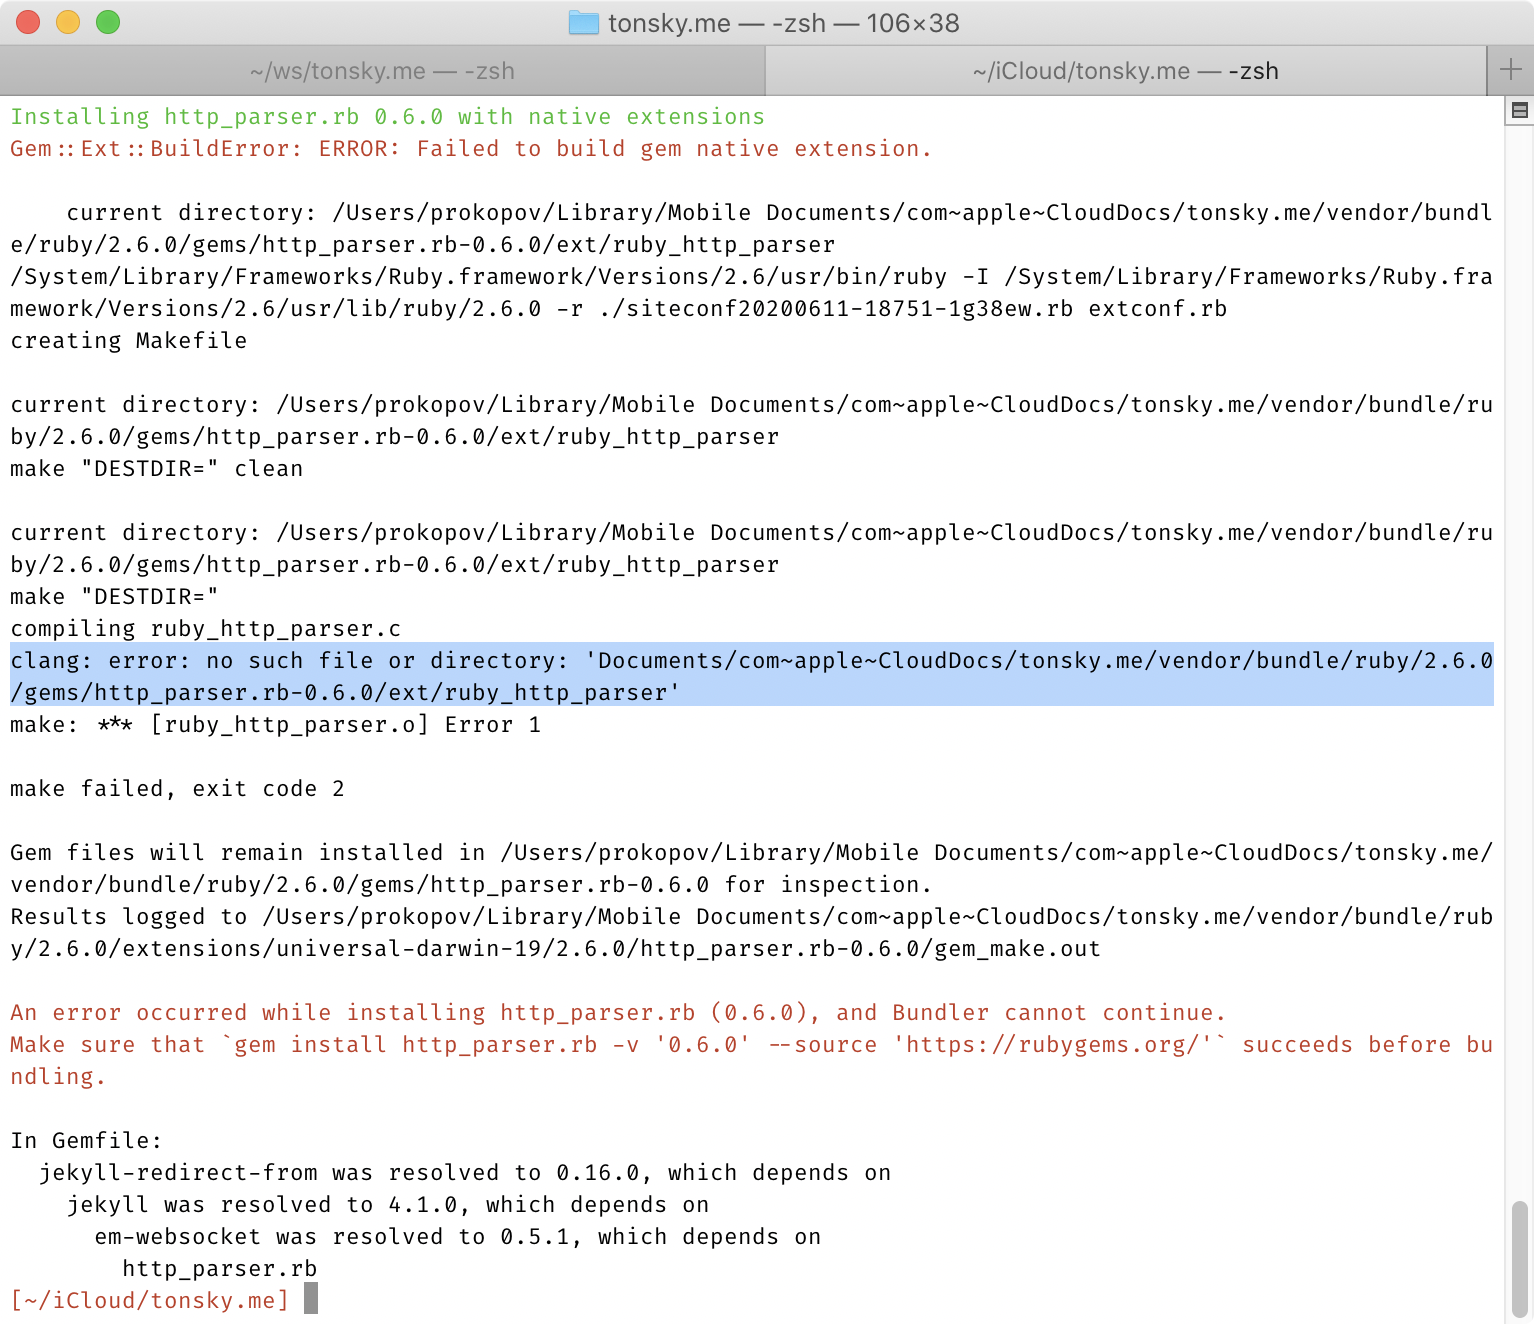 tonsky.me — -zsh — 106×38
~/ws/tonsky.me — -zsh
~/iCloud/tonsky.me — -zsh
Installing http_parser.rb 0.6.0 with native extensions
Gem::Ext::BuildError: ERROR: Failed to build gem native extension.
current directory: /Users/prokopov/Library/Mobile Documents/com~apple~CloudDocs/tonsky.me/vendor/bundl
e/ruby/2.6.0/gems/http_parser.rb-0.6.0/ext/ruby_http_parser
/System/Library/Frameworks/Ruby.framework/Versions/2.6/usr/bin/ruby -I /System/Library/Frameworks/Ruby.fra
mework/Versions/2.6/usr/lib/ruby/2.6.0 -r ./siteconf20200611-18751-1g38ew.rb extconf.rb
creating Makefile
current directory: /Users/prokopov/Library/Mobile Documents/com~apple~CloudDocs/tonsky.me/vendor/bundle/ru
by/2.6.0/gems/http_parser.rb-0.6.0/ext/ruby_http_parser
make "DESTDIR=" clean
current directory: /Users/prokopov/Library/Mobile Documents/com~apple~CloudDocs/tonsky.me/vendor/bundle/ru
by/2.6.0/gems/http_parser.rb-0.6.0/ext/ruby_http_parser
make "DESTDIR="
compiling ruby_http_parser.c
clang: error: no such file or directory: 'Documents/com~apple~CloudDocs/tonsky.me/vendor/bundle/ruby/2.6.0
/gems/http_parser.rb-0.6.0/ext/ruby_http_parser'
make: *** [ruby_http_parser.o] Error 1
make failed, exit code 2
Gem files will remain installed in /Users/prokopov/Library/Mobile Documents/com~apple~CloudDocs/tonsky.me/
vendor/bundle/ruby/2.6.0/gems/http_parser.rb-0.6.0 for inspection.
Results logged to /Users/prokopov/Library/Mobile Documents/com~apple~CloudDocs/tonsky.me/vendor/bundle/rub
y/2.6.0/extensions/universal-darwin-19/2.6.0/http_parser.rb-0.6.0/gem_make.out
An error occurred while installing http_parser.rb (0.6.0), and Bundler cannot continue.
Make sure that `gem install http_parser.rb -v '0.6.0' --source 'https://rubygems.org/'` succeeds before bu
ndling.
In Gemfile:
jekyll-redirect-from was resolved to 0.16.0, which depends on
jekyll was resolved to 4.1.0, which depends on
em-websocket was resolved to 0.5.1, which depends on
http_parser.rb
[~/iCloud/tonsky.me]